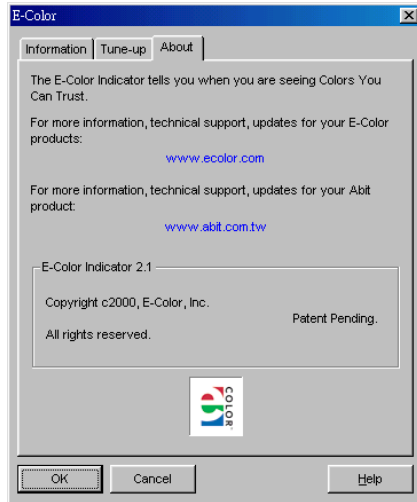 E-Color
Information
Tune-up
About
The E-Color Indicator tells you when you are seeing Colors You
Can Trust.
For more information, technical support, updates for your E-Color
products:
www.ecolor.com
For more information, technical support, updates for your Abit
product:
www.abit.com.tw
E-Color Indicator 2.1
Copyright c2000, E-Color, Inc.
Patent Pending.
All rights reserved.
COLOR
OK
Cancel
Help